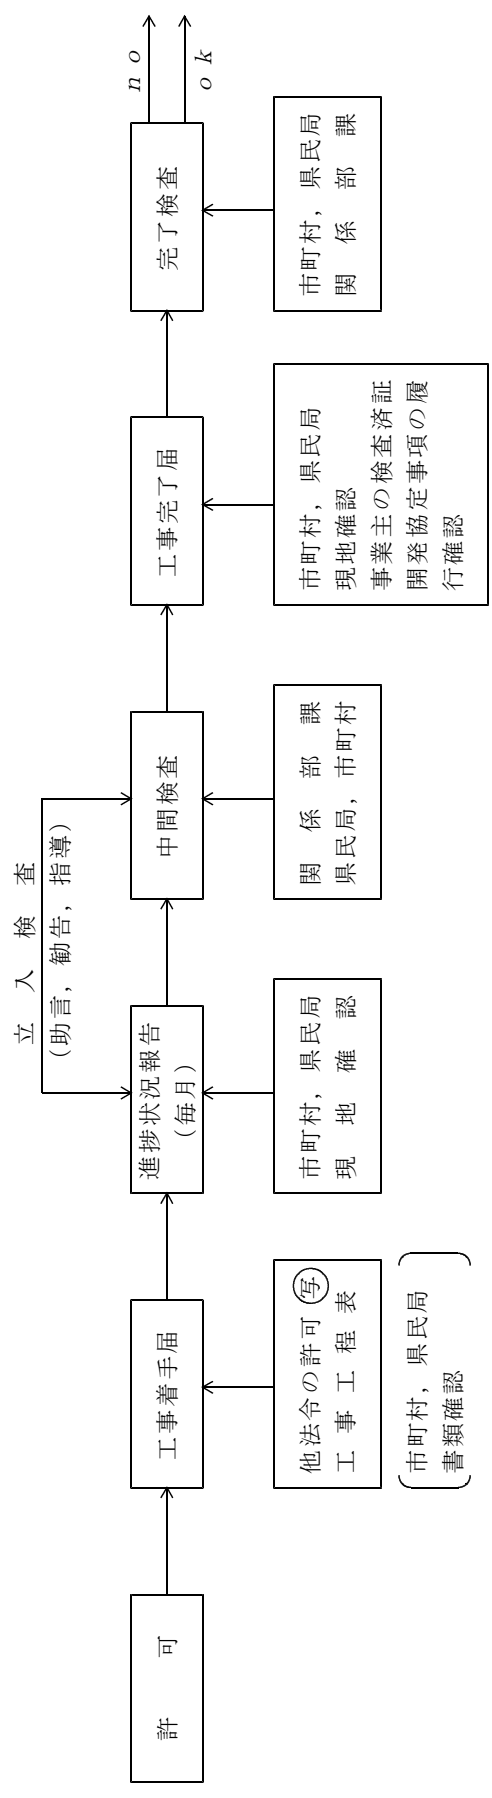 立入検査
（助言，勧告，指導）
許可
工事着手届
進捗状況報告
（毎月）
中間検査
工事完了届
完了検査
no
ok
他法令の許可㊢
工事工程表
市町村，県民局
書類確認
市町村，県民局
現地確認
関係部課
県民局，市町村
市町村，県民局
現地確認
事業主の検査済証
開発協定事項の履
行確認
市町村，県民局
関係部課